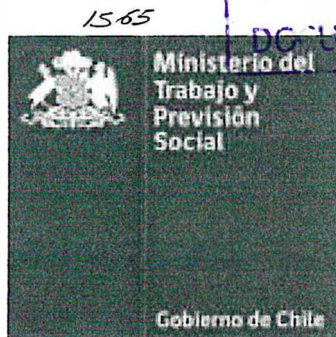 1565
Ministerio del
Trabajo y
Previsión
Social
Gobierno de Chile